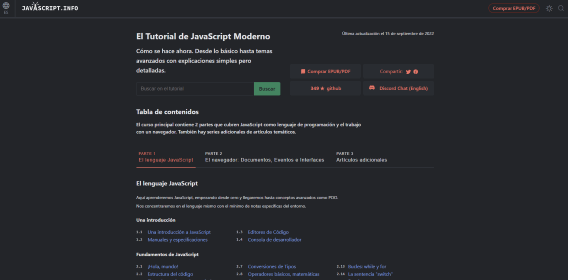 ES
JAVASCRIPT.INFO
Comprar EPUB/PDF
El Tutorial de JavaScript Moderno
Última actualización el 15 de septiembre de 2022
Cómo se hace ahora. Desde lo básico hasta temas
avanzados con explicaciones simples pero
detalladas.
Comprar EPUB/PDF
Compartir:
Buscar en el tutorial
Buscar
github
Discord Chat (English)
Tabla de contenidos
El curso principal contiene 2 partes que cubren JavaScript como lenguaje de programación y el trabajo
con un navegador. También hay series adicionales de artículos temáticos.
PARTE 1
El lenguaje JavaScript
PARTE 2
El navegador: Documentos, Eventos e Interfaces
PARTE 3
Artículos adicionales
El lenguaje JavaScript
Aquí aprenderemos JavaScript, empezando desde cero y llegaremos hasta conceptos avanzados como POO.
Nos concentraremos en el lenguaje mismo con el mínimo de notas específicas del entorno.
Una introducción
1.1 Una introducción a JavaScript
1.2 Manuales y especificaciones
1.3 Editores de Código
1.4 Consola de desarrollador
Fundamentos de JavaScript
2.1 ¡Hola, mundo!
2.2 Estructura del código
2.7 Conversiones de Tipos
2.8 Operadores básicos, matemáticas
2.13 Bucles: while y for
2.14 La sentencia "switch"